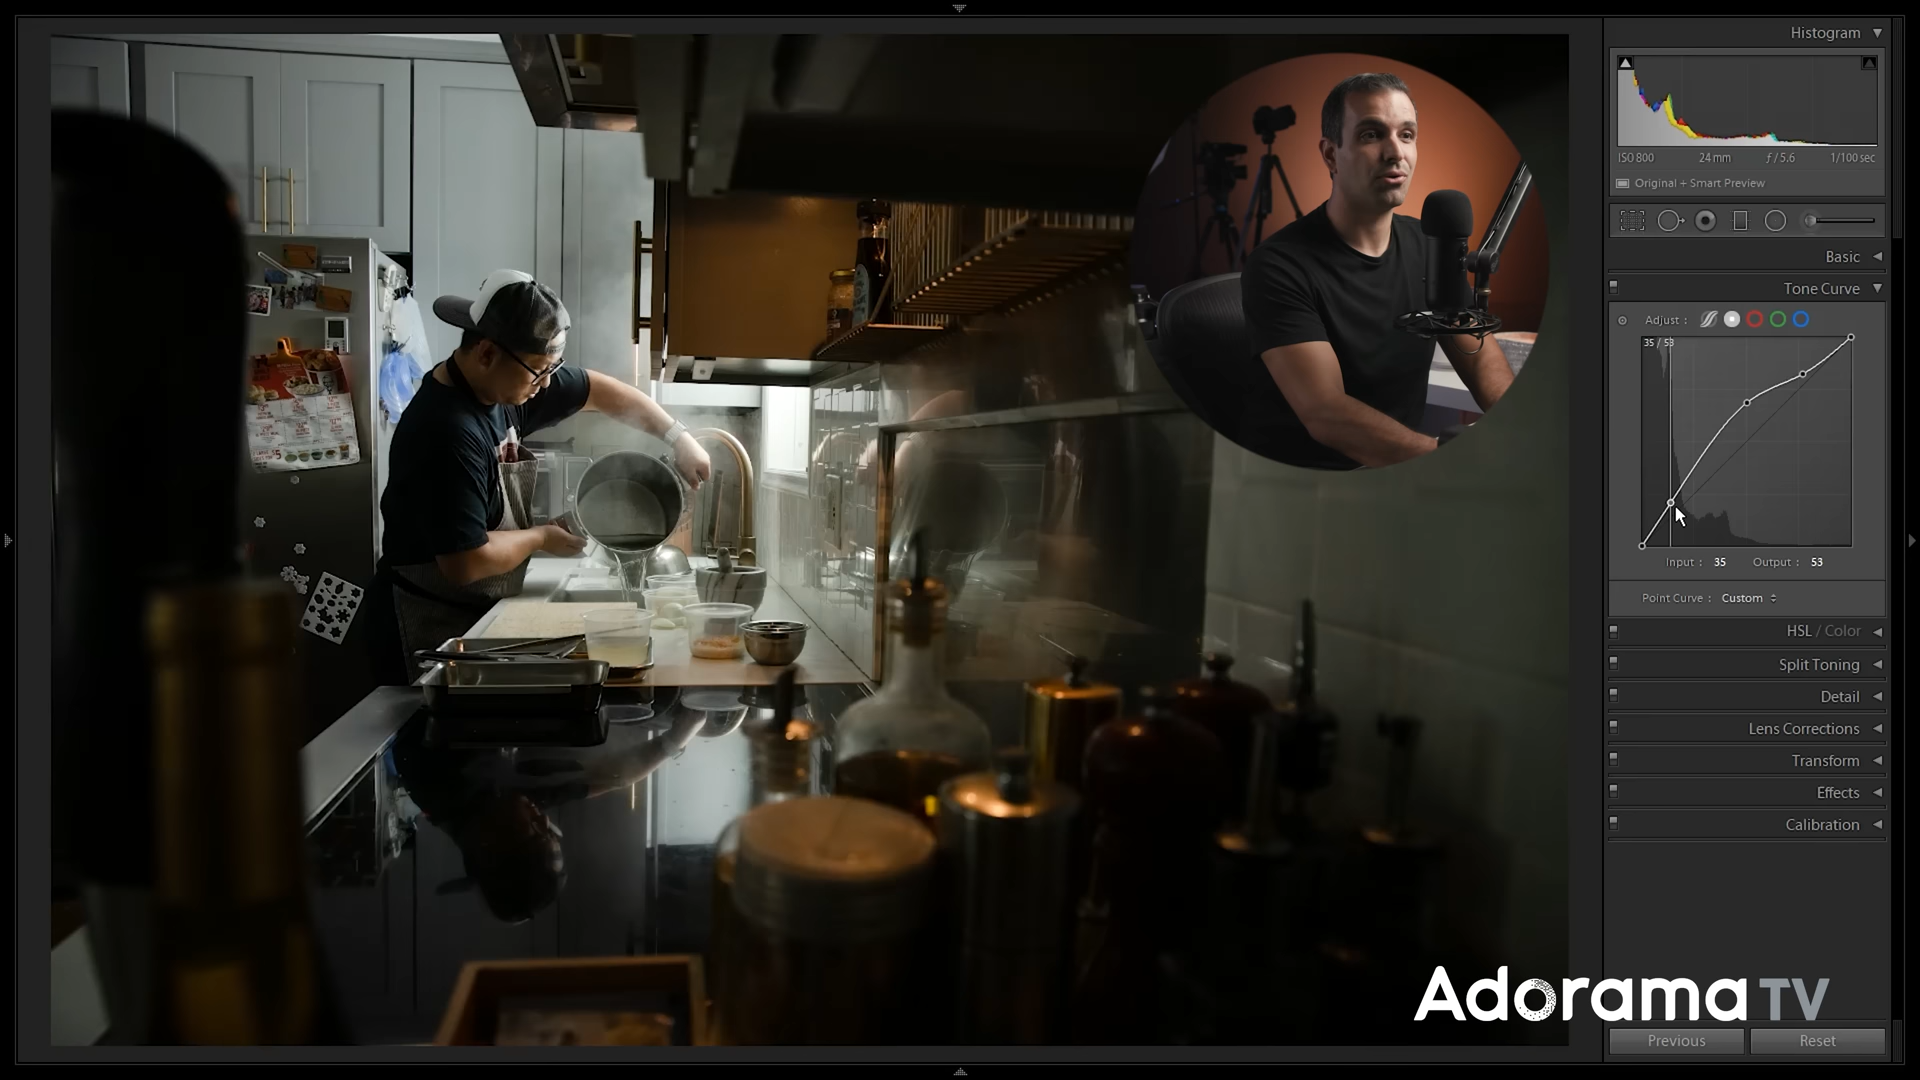 Histogram
ISO 800 24 mm ƒ / 5.6 1/100 sec
Original + Smart Preview
Basic
Tone Curve
Adjust :
35 / 53
Input : 35 Output : 53
Point Curve : Custom
HSL / Color
Split Toning
Detail
Lens Corrections
Transform
Effects
Calibration
Adorama TV
Previous Reset